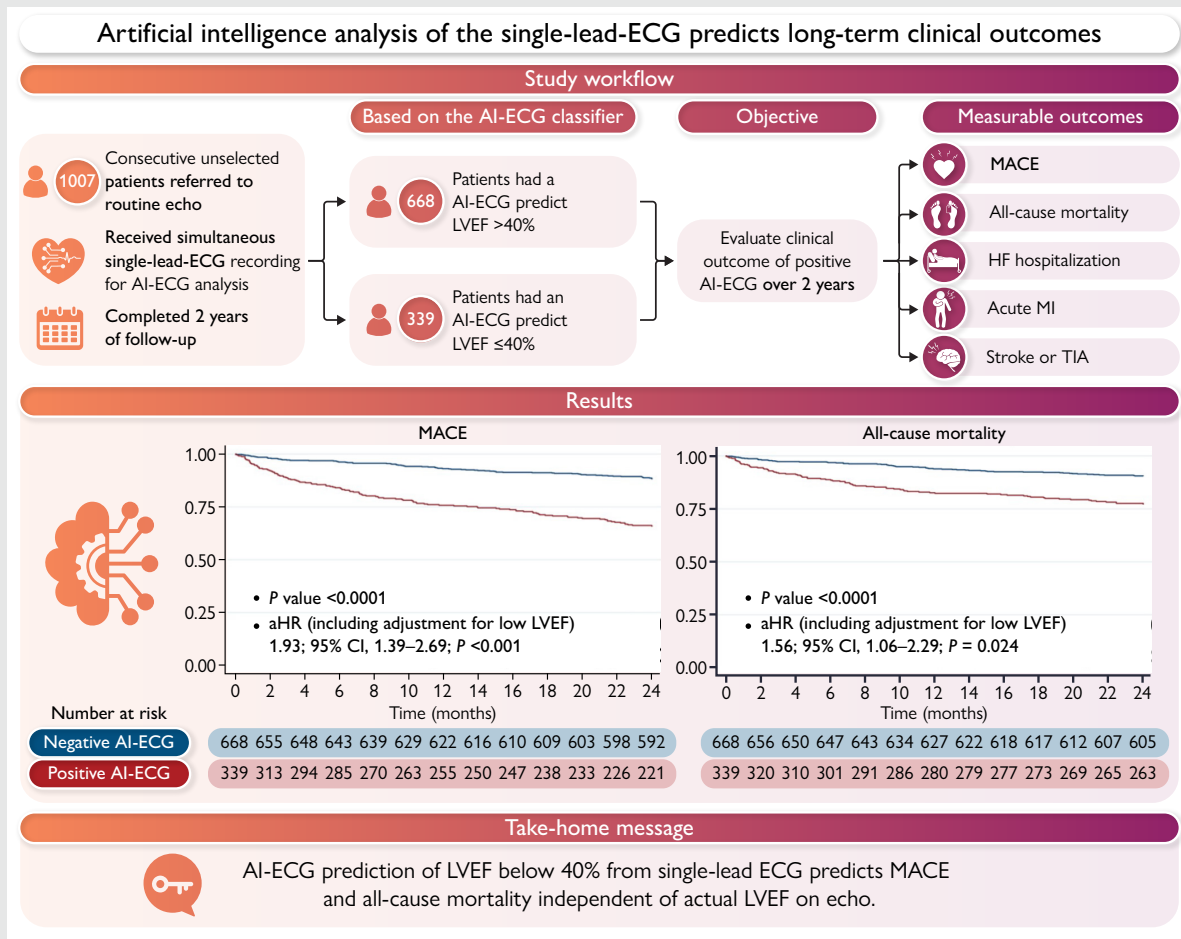 Artificial intelligence analysis of the single-lead-ECG predicts long-term clinical outcomes
Study workflow
1007
Consecutive unselected
patients referred to
routine echo
Received simultaneous
single-lead-ECG recording
for AI-ECG analysis
Completed 2 years
of follow-up
Based on the AI-ECG classifier
668
Patients had a
AI-ECG predict
LVEF >40%
339
Patients had an
AI-ECG predict
LVEF ≤40%
Objective
Evaluate clinical
outcome of positive
AI-ECG over 2 years
Measurable outcomes
MACE
All-cause mortality
HF hospitalization
Acute MI
Stroke or TIA
Results
MACE
1.00
0.75
0.50
0.25
0.00
• P value <0.0001
• aHR (including adjustment for low LVEF)
1.93; 95% CI, 1.39–2.69; P <0.001
0 2 4 6 8 10 12 14 16 18 20 22 24
Time (months)
All-cause mortality
1.00
0.75
0.50
0.25
0.00
• P value <0.0001
• aHR (including adjustment for low LVEF)
1.56; 95% CI, 1.06–2.29; P = 0.024
0 2 4 6 8 10 12 14 16 18 20 22 24
Time (months)
Number at risk
Negative AI-ECG
668 655 648 643 639 629 622 616 610 609 603 598 592
668 656 650 647 643 634 627 622 618 617 612 607 605
Positive AI-ECG
339 313 294 285 270 263 255 250 247 238 233 226 221
339 320 310 301 291 286 280 279 277 273 269 265 263
Take-home message
AI-ECG prediction of LVEF below 40% from single-lead ECG predicts MACE
and all-cause mortality independent of actual LVEF on echo.